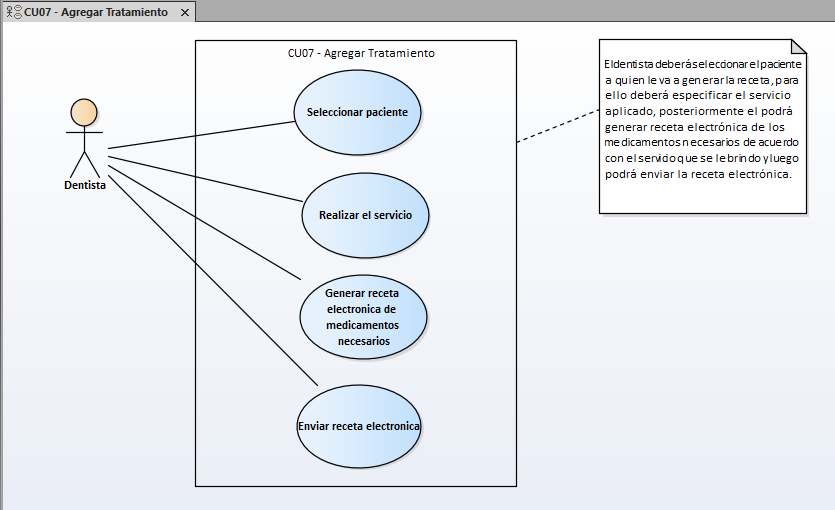 CU07 - Agregar Tratamiento
CU07 - Agregar Tratamiento
Seleccionar paciente
Dentista
Realizar el servicio
Generar receta
electronica de
medicamentos
necesarios
Enviar receta electronica
El dentista deberá seleccionar el paciente
a quien le va a generar la receta, para
ello deberá especificar el servicio
aplicado, posteriormente el podrá
generar receta electrónica de los
medicamentos necesarios de acuerdo
con el servicio que se le brindo y luego
podrá enviar la receta electrónica.